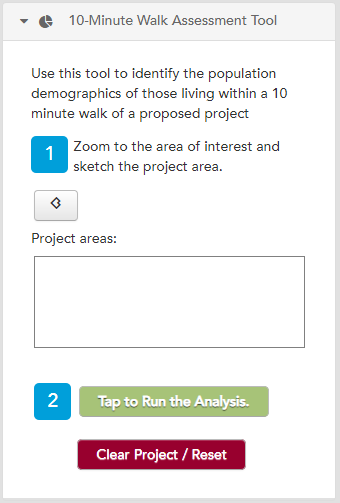 10-Minute Walk Assessment Tool
Use this tool to identify the population
demographics of those living within a 10
minute walk of a proposed project
1
Zoom to the area of interest and
sketch the project area.
Project areas:
2
Tap to Run the Analysis.
Clear Project / Reset